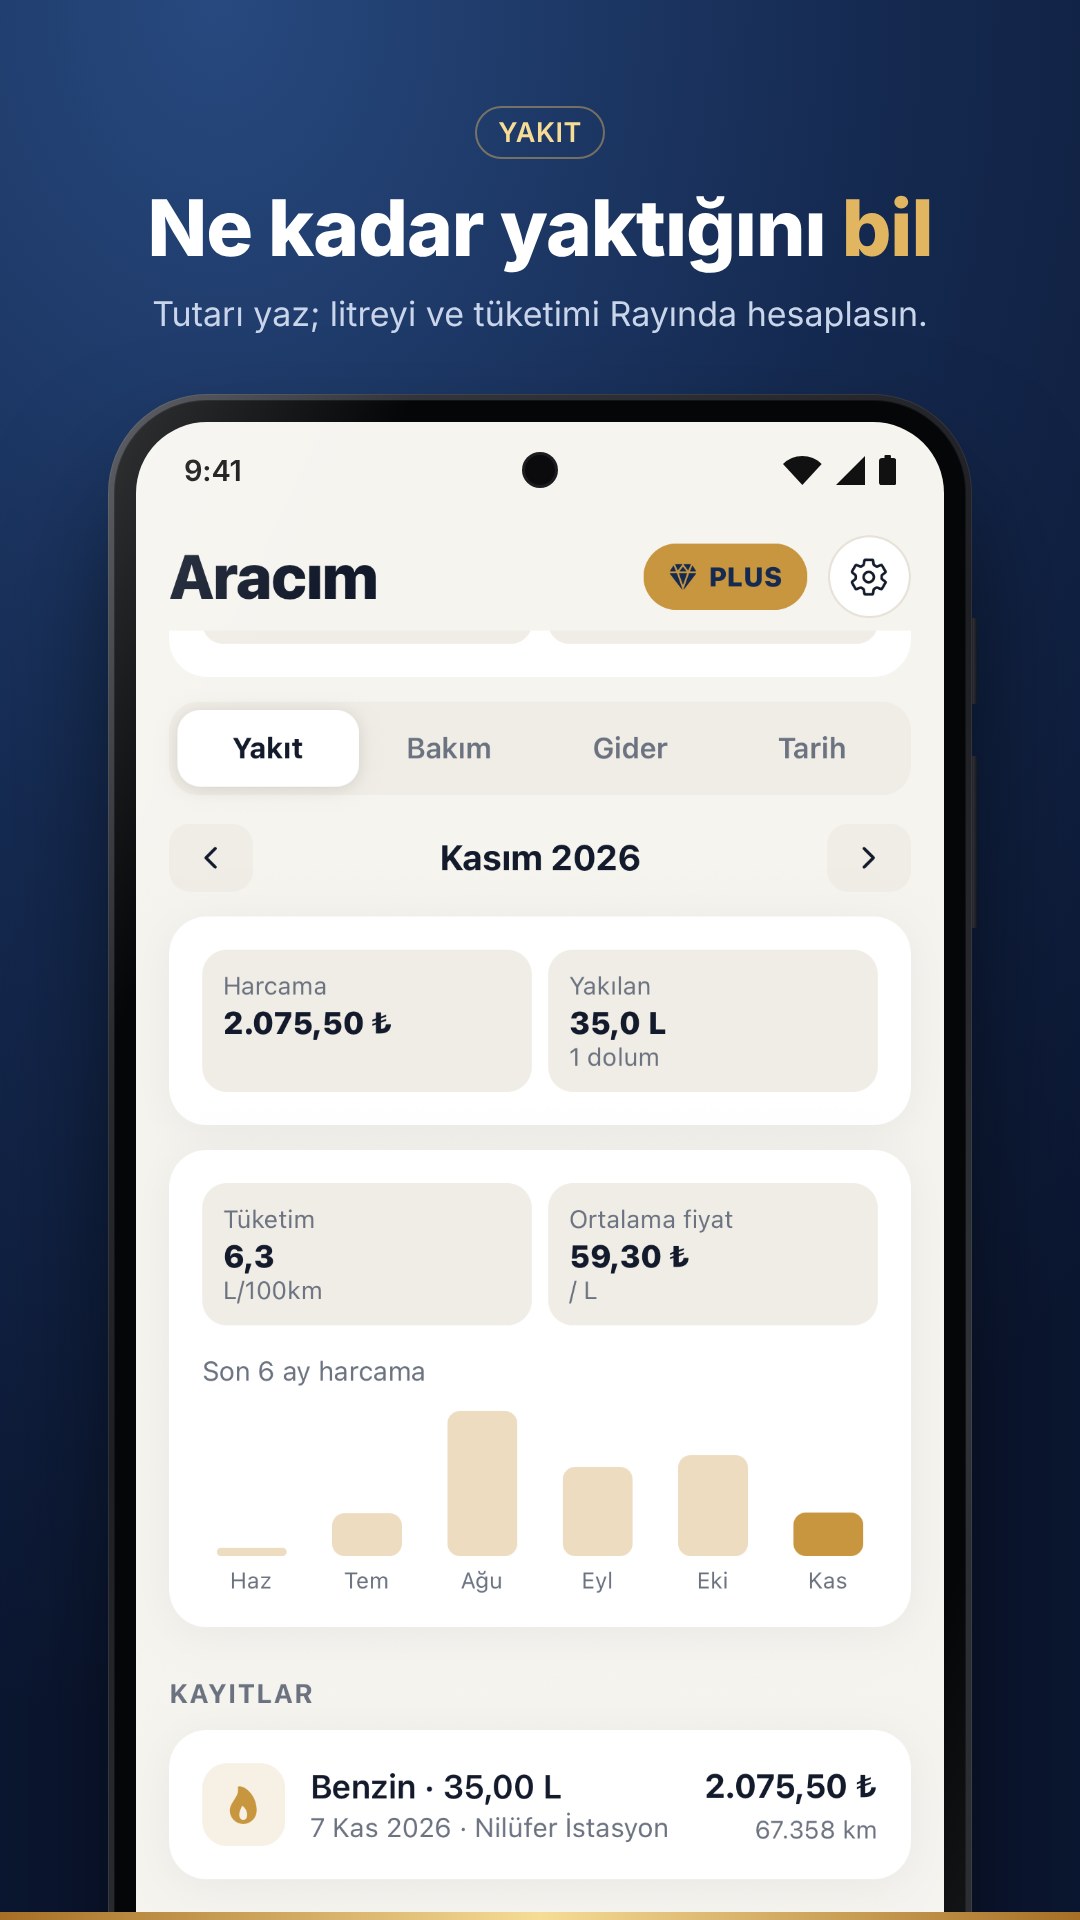 YAKIT
Ne kadar yaktığını bil
Tutarı yaz; litreyi ve tüketimi Rayında hesaplasın.
9:41
Aracım
PLUS
Yakıt Bakım Gider Tarih
Kasım 2026
Harcama
2.075,50 ₺
Yakılan
35,0 L
1 dolum
Tüketim
6,3
L/100km
Ortalama fiyat
59,30 ₺
/ L
Son 6 ay harcama
Haz Tem Ağu Eyl Eki Kas
KAYITLAR
Benzin · 35,00 L 2.075,50 ₺
7 Kas 2026 · Nilüfer İstasyon 67.358 km